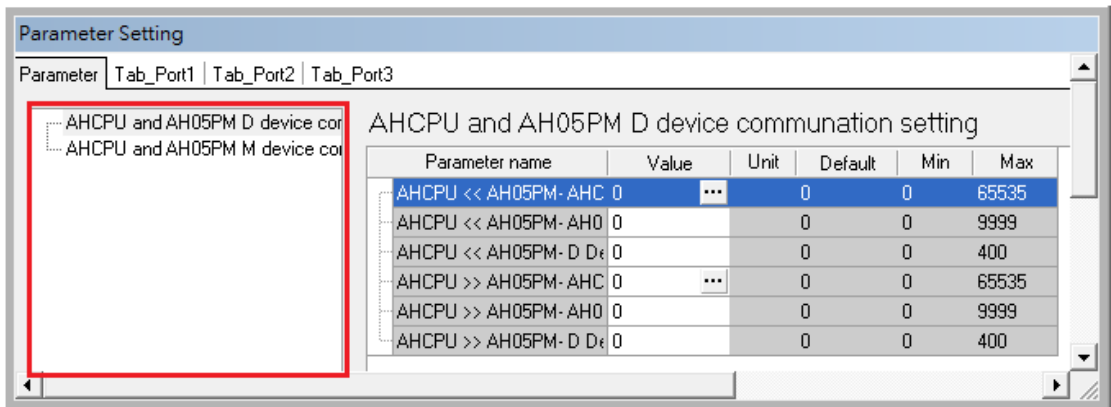 Parameter Setting
Parameter Tab_Port1 Tab_Port2 Tab_Port3
AHCPU and AH05PM D device cor
AHCPU and AH05PM M device coi
AHCPU and AH05PM D device communation setting
Parameter name Value Unit Default Min Max
AHCPU << AH05PM- AHC 0 ... 0 0 65535
AHCPU << AH05PM- AH0 0 0 0 9999
AHCPU << AH05PM- D De 0 0 0 400
AHCPU >> AH05PM- AHC 0 ... 0 0 65535
AHCPU >> AH05PM- AH0 0 0 0 9999
AHCPU >> AH05PM- D De 0 0 0 400